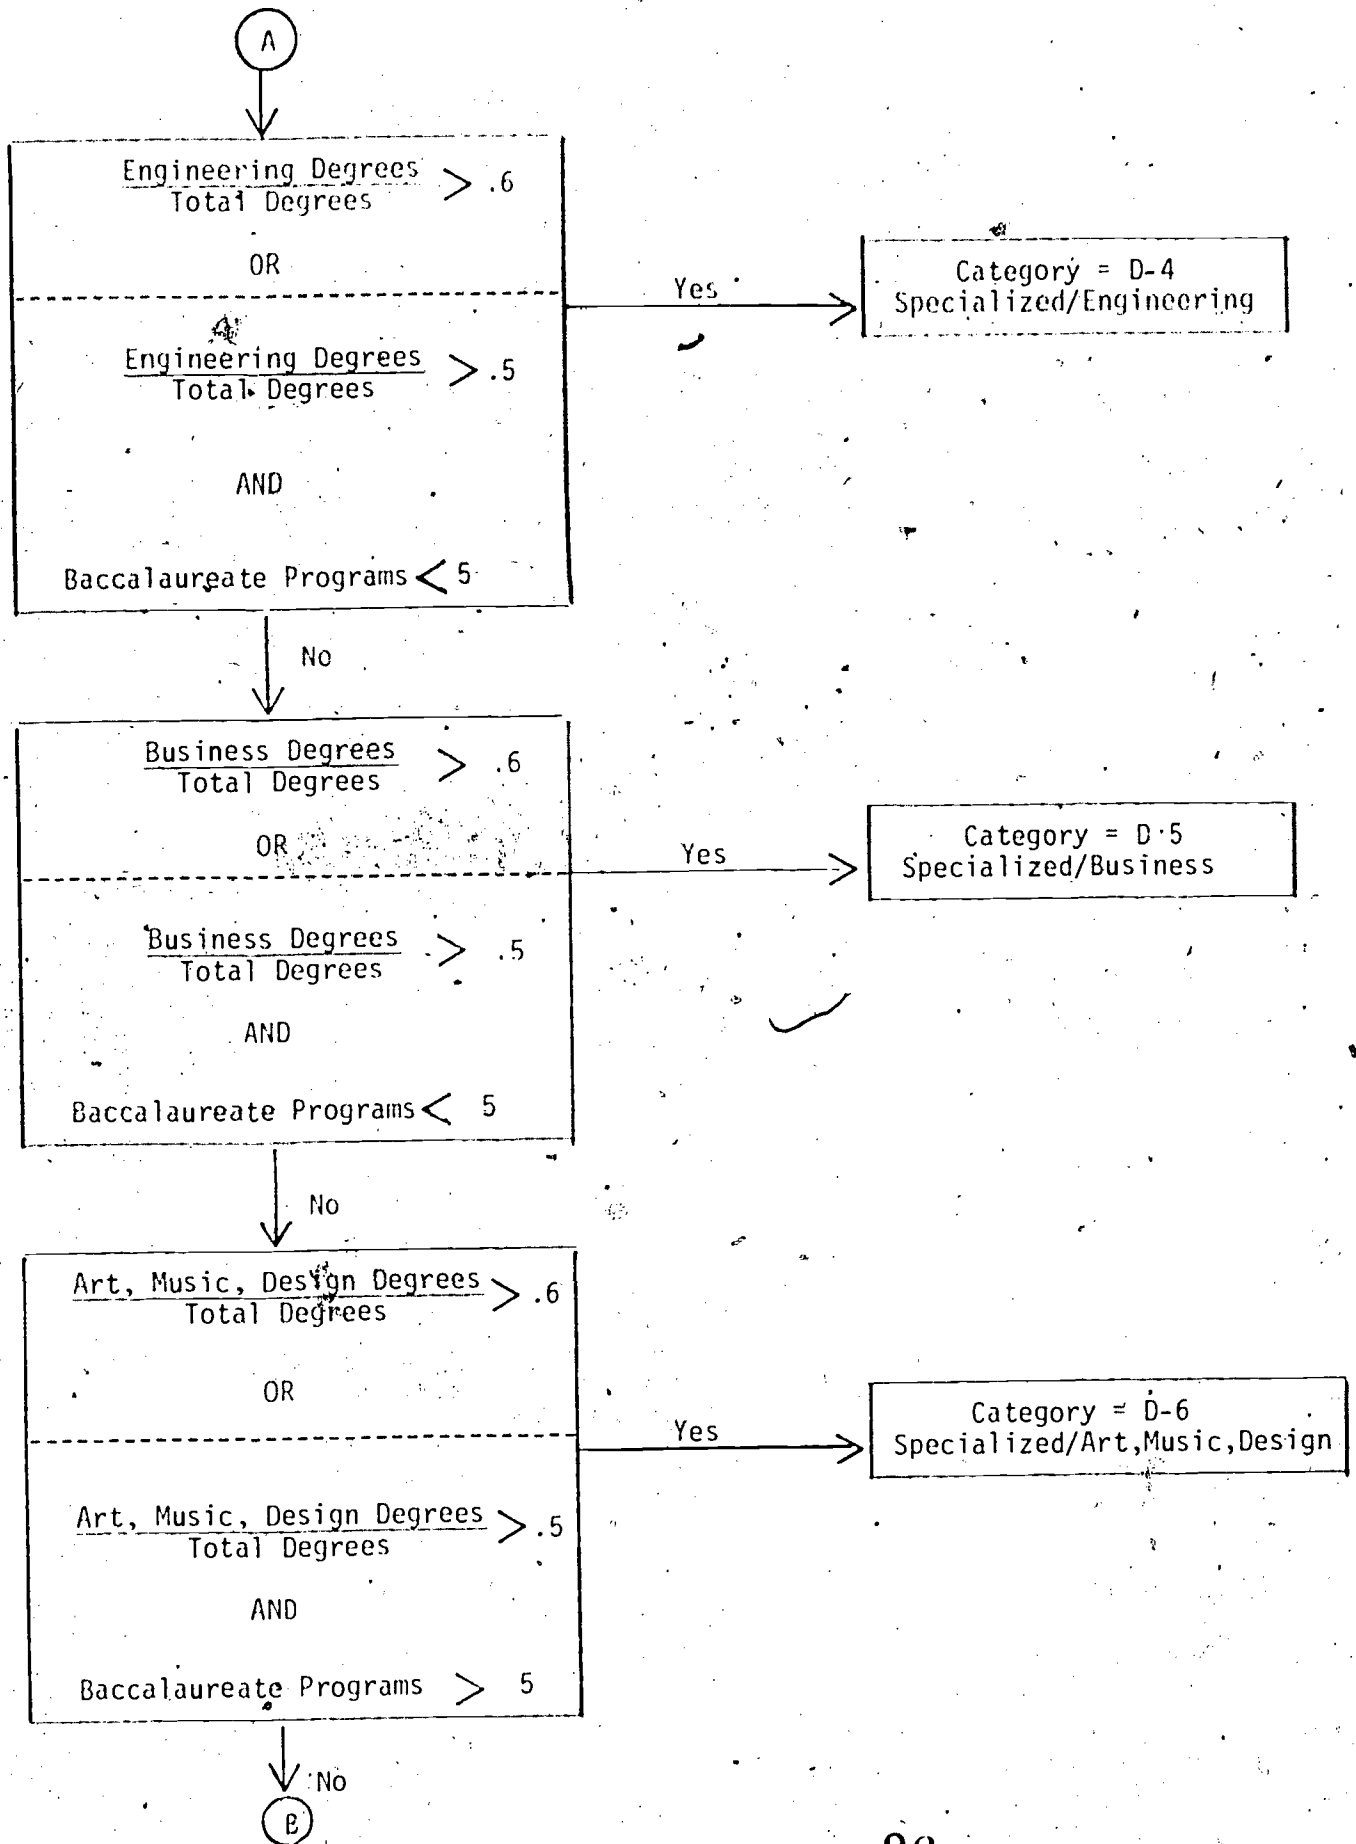 A
Engineering Degrees
Total Degrees
> .6
OR
Yes
Category = D-4
Specialized/Engineering
Engineering Degrees
Total Degrees
> .5
AND
Baccalaureate Programs < 5
No
Business Degrees
Total Degrees
> .6
OR
Yes
Category = D-5
Specialized/Business
Business Degrees
Total Degrees
> .5
AND
Baccalaureate Programs < 5
No
Art, Music, Design Degrees
Total Degrees
> .6
OR
Yes
Category = D-6
Specialized/Art,Music,Design
Art, Music, Design Degrees
Total Degrees
> .5
AND
Baccalaureate Programs > 5
No
B